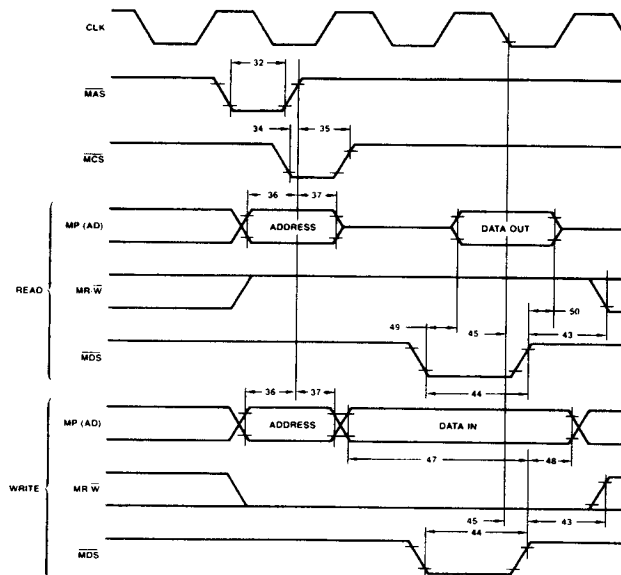 CLK
32
MAS
34 35
MCS
36 37
MP (AD) ADDRESS DATA OUT
READ
MR·W
50
49 45 43
MDS
44
36 37
MP (AD) ADDRESS DATA IN
47 48
WRITE
MR W
45 44 43
MDS